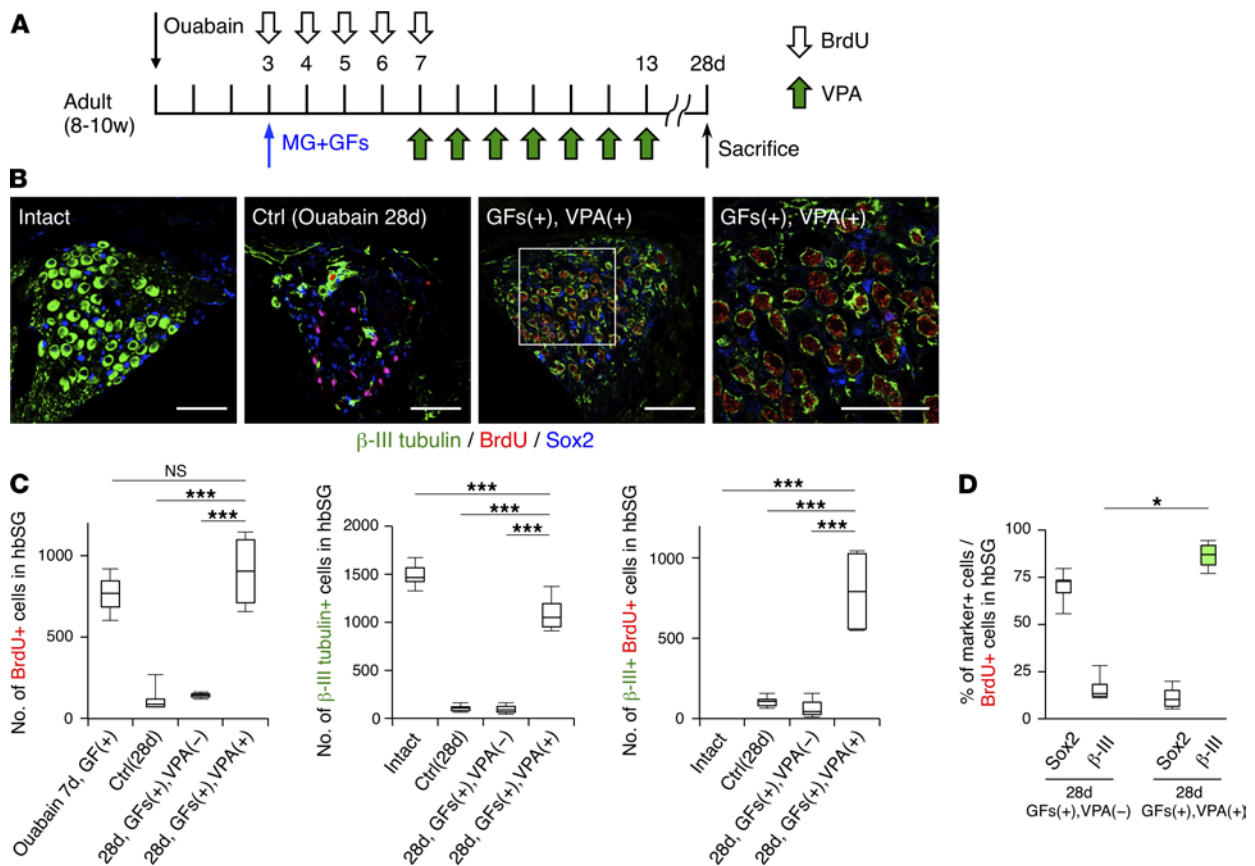 A
Ouabain
BrdU
3 4 5 6 7 13 28d
Adult
(8-10w)
VPA
MG+GFs
Sacrifice
B
Intact
Ctrl (Ouabain 28d)
GFs(+), VPA(+)
GFs(+), VPA(+)
β-III tubulin / BrdU / Sox2
C
No. of BrdU+ cells in hbSG
NS
***
***
1000
500
0
Ouabain 7d, GF(+)
Ctrl(28d)
28d, GFs(+),VPA(−)
28d, GFs(+),VPA(+)
No. of β-III tubulin+ cells in hbSG
***
***
***
2000
1500
1000
500
0
Intact
Ctrl(28d)
28d, GFs(+),VPA(−)
28d, GFs(+),VPA(+)
No. of β-III+ BrdU+ cells in hbSG
***
***
***
1000
500
0
Intact
Ctrl(28d)
28d, GFs(+),VPA(−)
28d, GFs(+),VPA(+)
D
% of marker+ cells /
BrdU+ cells in hbSG
*
100
75
50
25
0
Sox2
β-III
Sox2
β-III
28d
GFs(+),VPA(−)
28d
GFs(+),VPA(+)